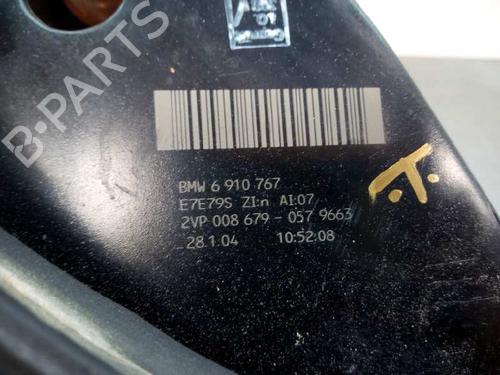 B-PARTS
BMW 6 910 767
E7E79S ZI:n AI:07
2VP 008 679 - 057 9663
28.1.04 10:52:08